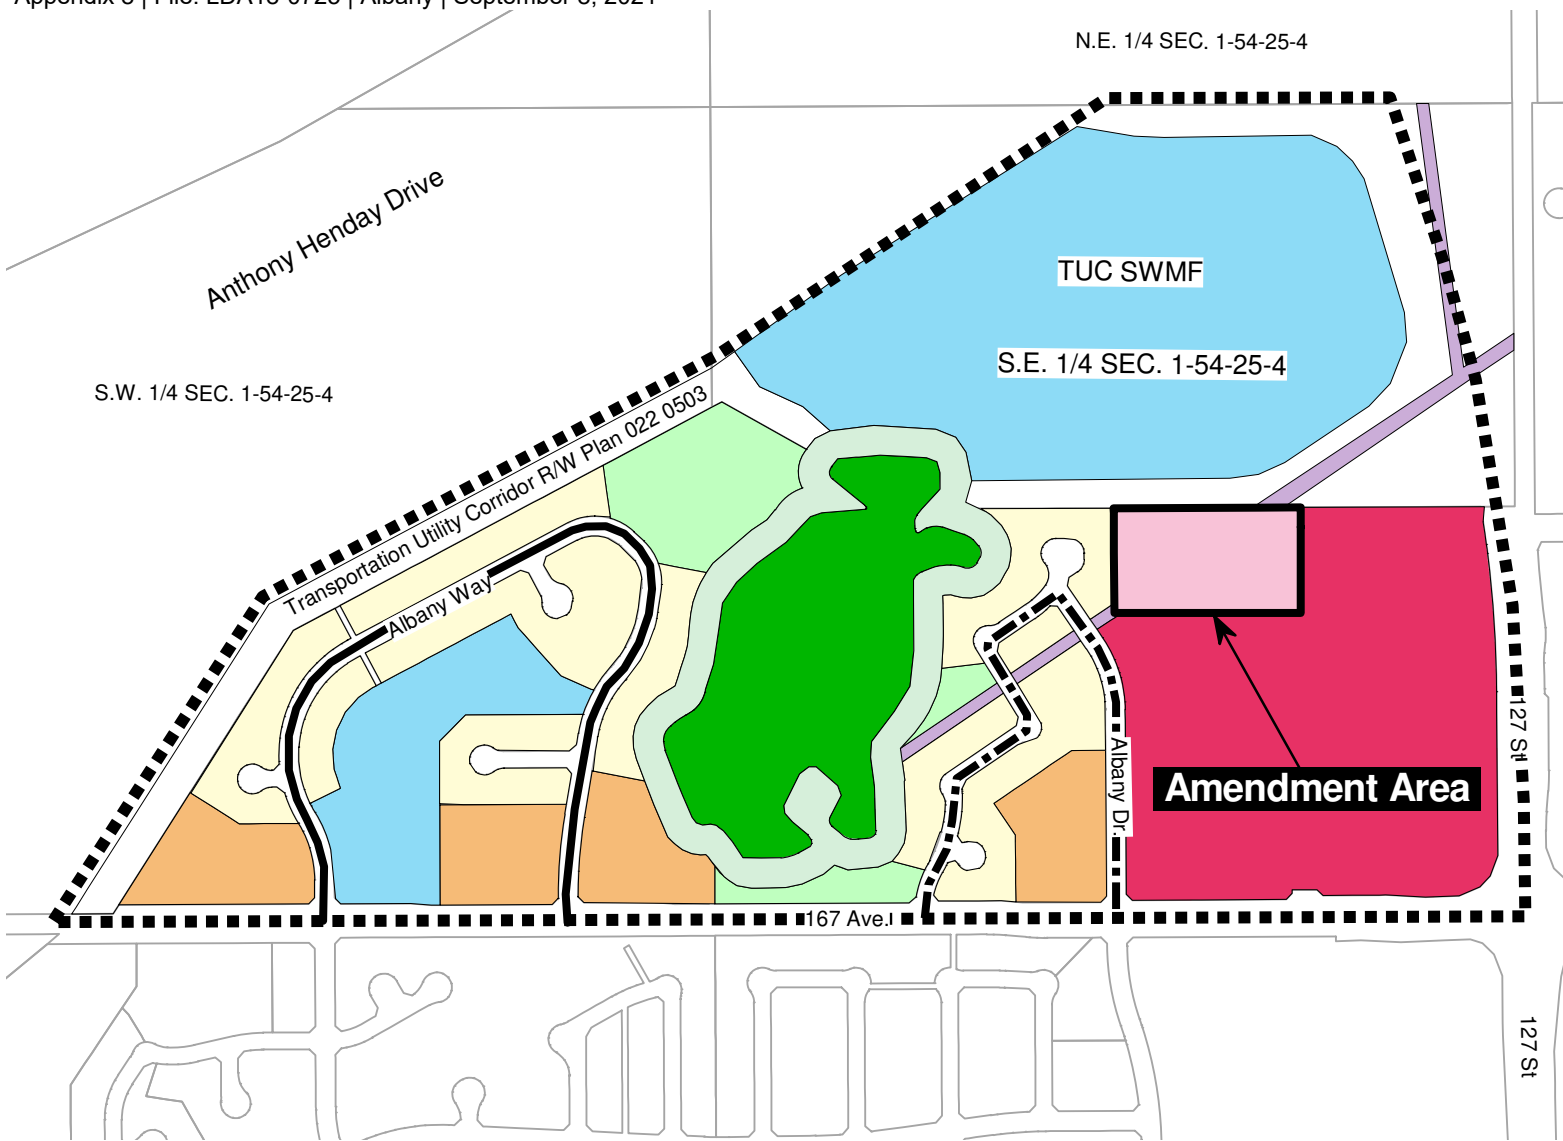 N.E. 1/4 SEC. 1-54-25-4
Anthony Henday Drive
TUC SWMF
S.E. 1/4 SEC. 1-54-25-4
S.W. 1/4 SEC. 1-54-25-4
Transportation Utility Corridor R/W Plan 022 0503
Albany Way
127 St
Albany Dr.
Amendment Area
167 Ave.
127 St